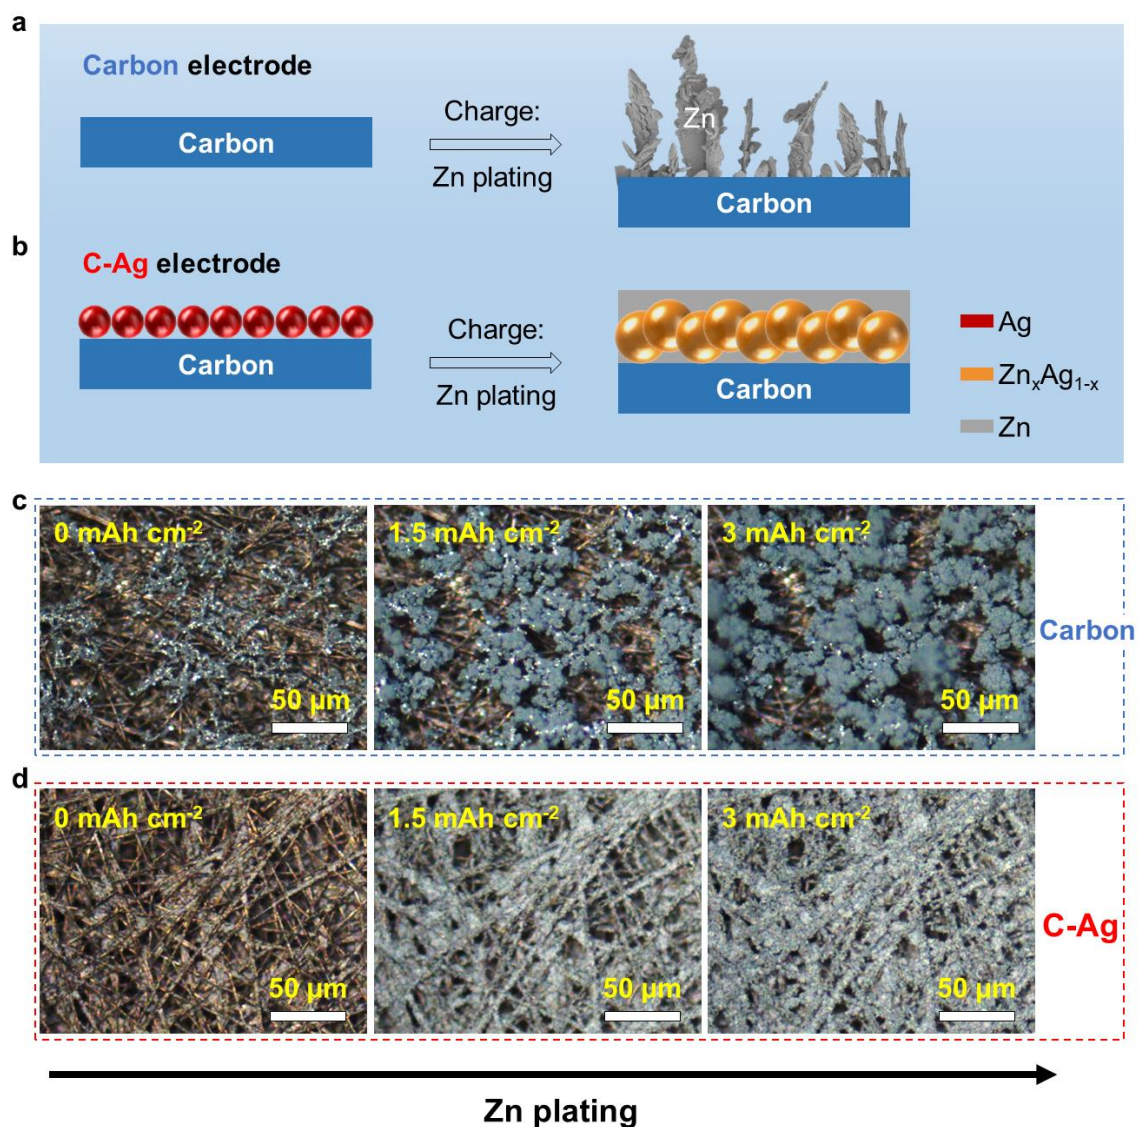 a
Carbon electrode
Carbon
Charge:
Zn plating
Zn
Carbon
b
C-Ag electrode
Carbon
Charge:
Zn plating
Carbon
Ag
ZnₓAg₁₋ₓ
Zn
c
0 mAh cm⁻²
50 µm
1.5 mAh cm⁻²
50 µm
3 mAh cm⁻²
50 µm
Carbon
d
0 mAh cm⁻²
50 µm
1.5 mAh cm⁻²
50 µm
3 mAh cm⁻²
50 µm
C-Ag
Zn plating